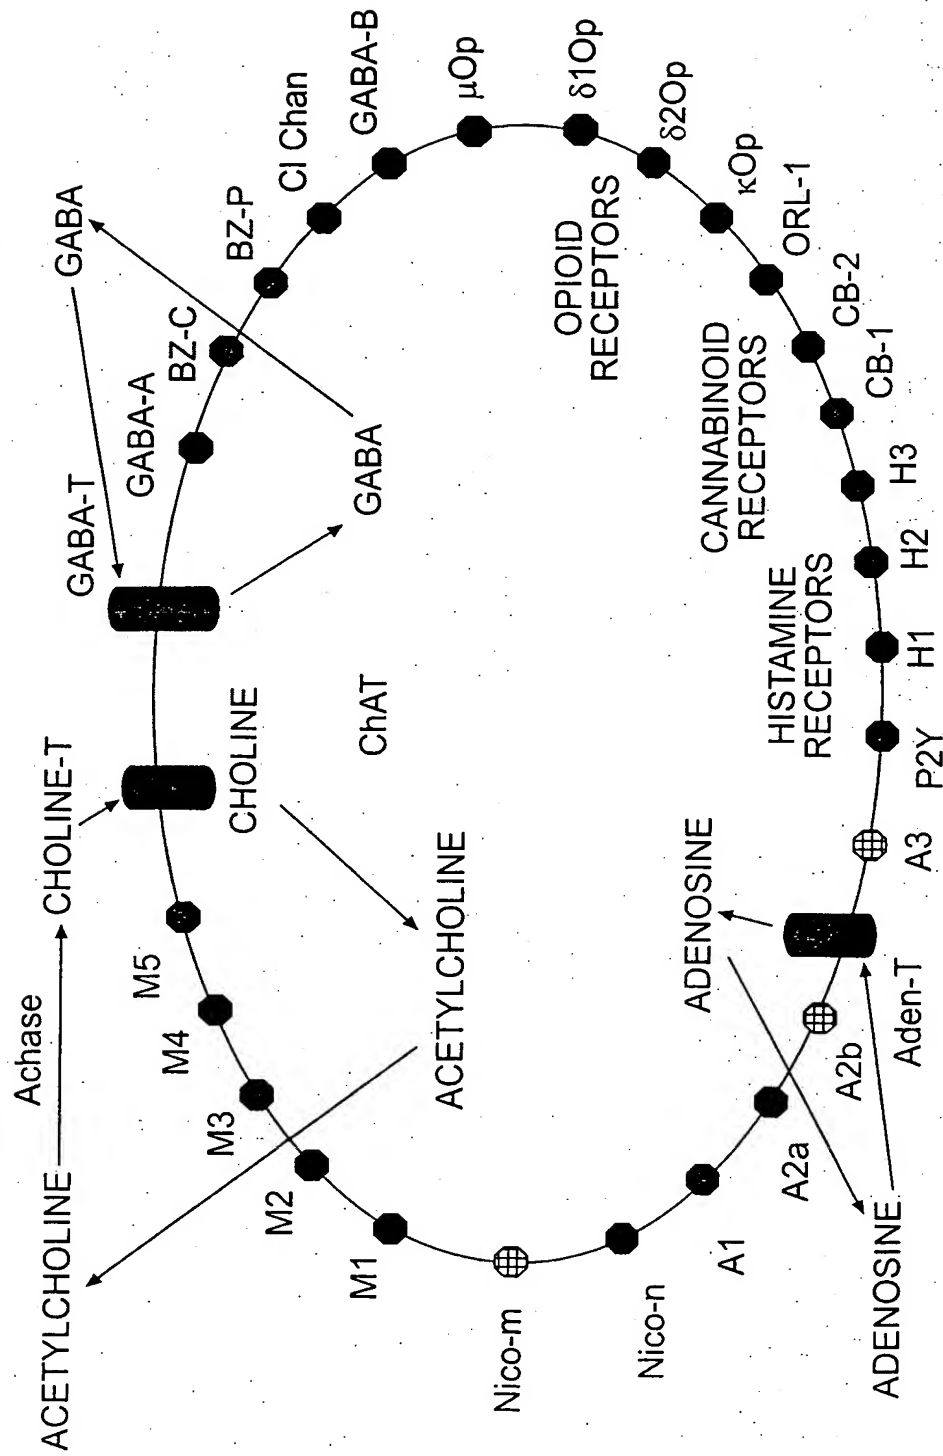 ACETYLCHOLINE
Achase
CHOLINE-T
GABA-T
GABA
M5
M4
M3
M2
M1
Nico-m
Nico-n
A1
A2a
A2b
Aden-T
A3
P2Y
H1
H2
H3
CB-1
CB-2
ORL-1
κOp
δ2Op
δ1Op
μOp
GABA-B
Cl Chan
BZ-P
BZ-C
GABA-A
CHOLINE
ChAT
GABA
ACETYLCHOLINE
ADENOSINE
ADENOSINE
HISTAMINE
RECEPTORS
CANNABINOID
RECEPTORS
OPIOID
RECEPTORS